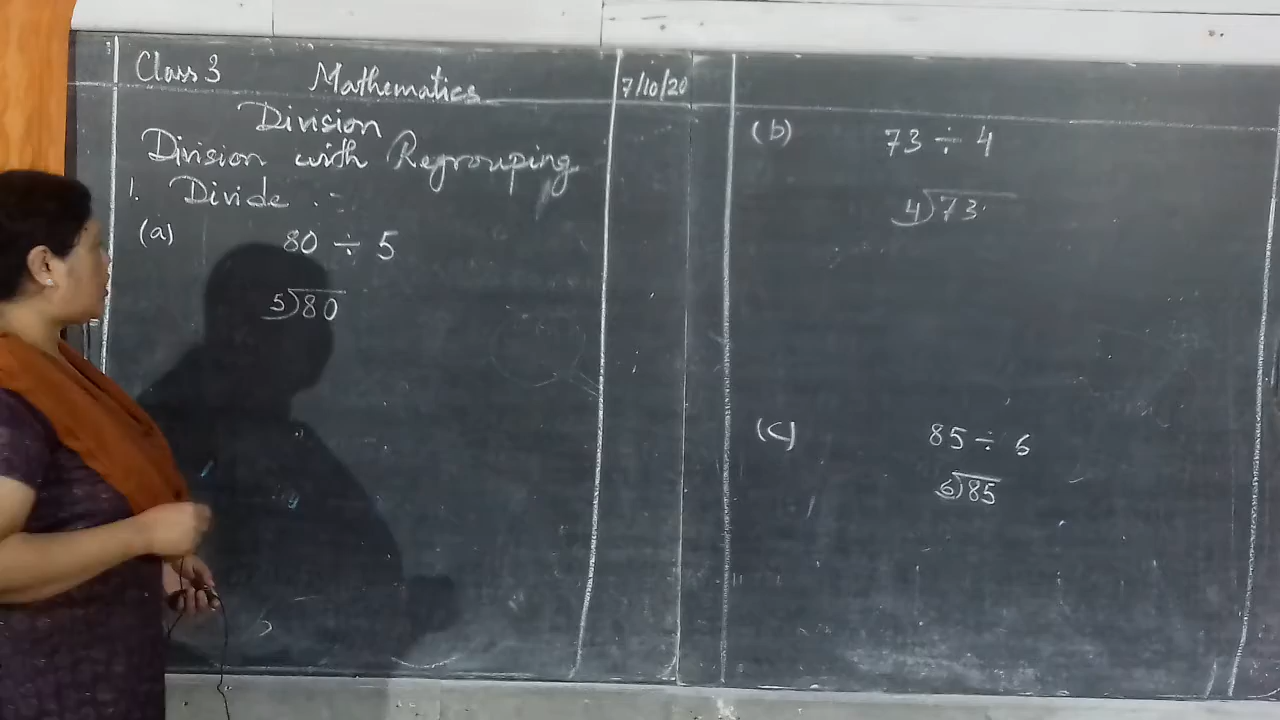 Class 3 Mathematics 7/10/20
Division
Division with Regrouping
1. Divide :-
(a) 80 ÷ 5
5)80
(b) 73 ÷ 4
4)73
(c) 85 ÷ 6
6)85